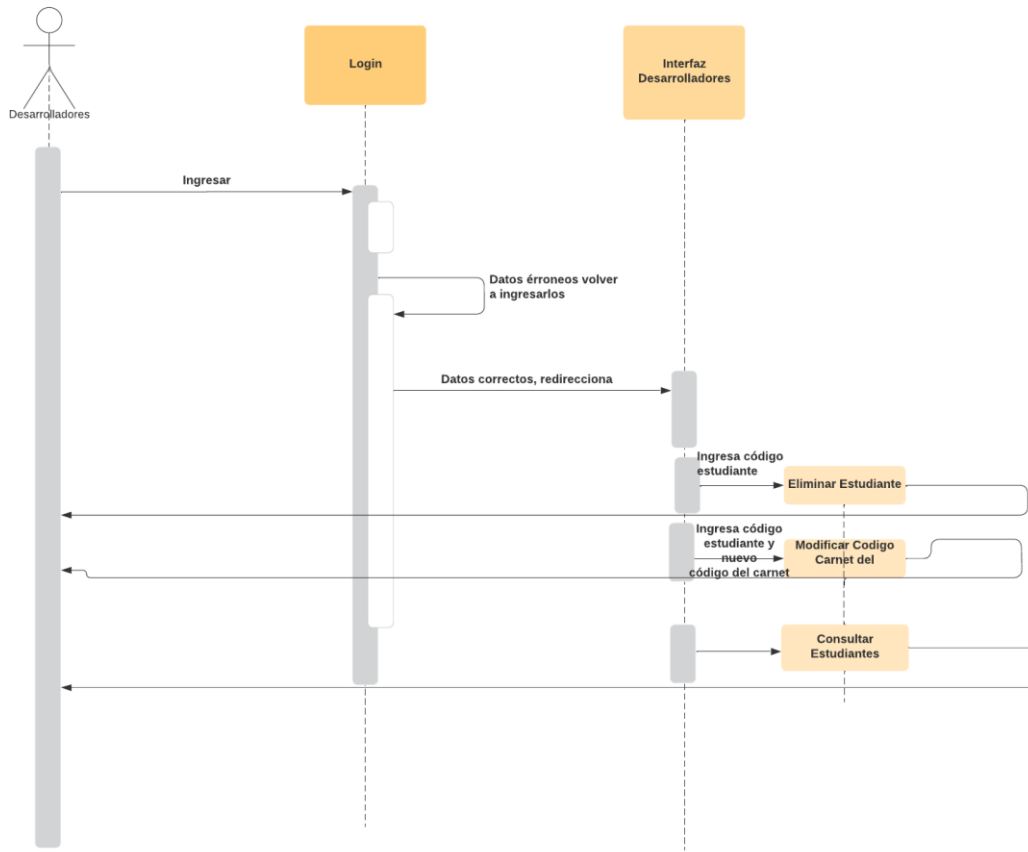 Desarrolladores
Login
Interfaz
Desarrolladores
Ingresar
Datos érroneos volver
a ingresarlos
Datos correctos, redirecciona
Ingresa código
estudiante
Eliminar Estudiante
Ingresa código
estudiante y
nuevo
código del carnet
Modificar Codigo
Carnet del
Consultar
Estudiantes